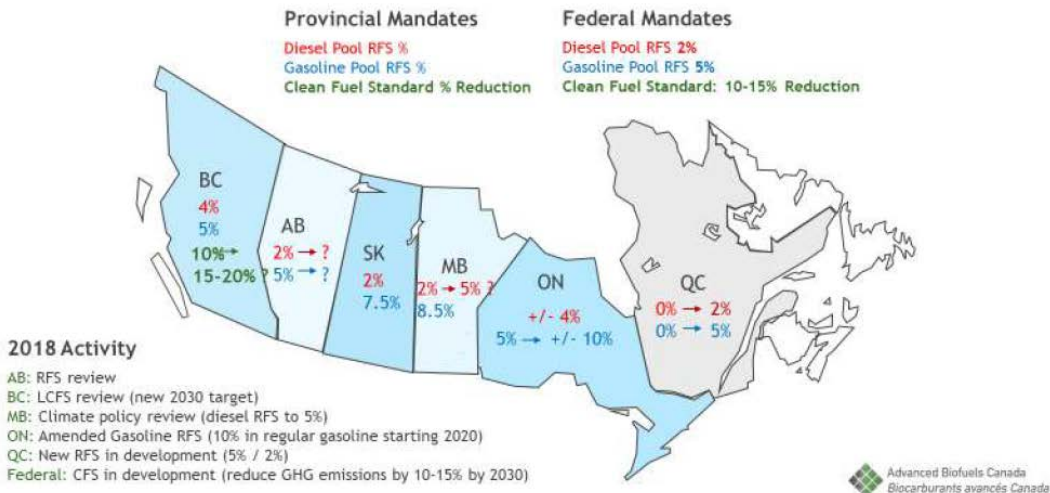 Provincial Mandates
Diesel Pool RFS %
Gasoline Pool RFS %
Clean Fuel Standard % Reduction
Federal Mandates
Diesel Pool RFS 2%
Gasoline Pool RFS 5%
Clean Fuel Standard: 10-15% Reduction
BC
4%
5%
10%→
15-20% ?
AB
2% → ?
5% → ?
SK
2%
7.5%
MB
2% → 5% ?
8.5%
ON
+/- 4%
5% → +/- 10%
QC
0% → 2%
0% → 5%
2018 Activity
AB: RFS review
BC: LCFS review (new 2030 target)
MB: Climate policy review (diesel RFS to 5%)
ON: Amended Gasoline RFS (10% in regular gasoline starting 2020)
QC: New RFS in development (5% / 2%)
Federal: CFS in development (reduce GHG emissions by 10-15% by 2030)
Advanced Biofuels Canada
Biocarburants avancés Canada